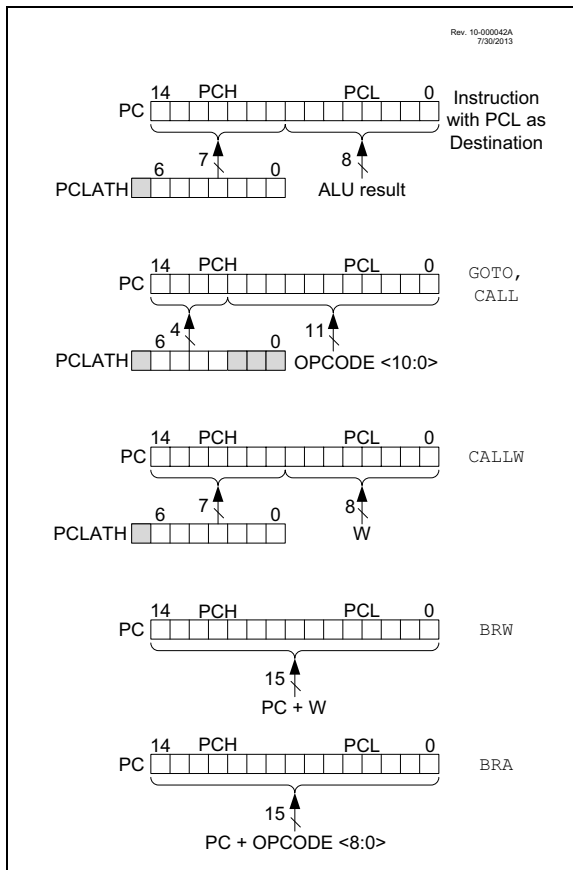 Rev. 10-000042A
7/30/2013
14 PCH PCL 0
PC
Instruction
with PCL as
Destination
7 8
6 0
PCLATH
ALU result
14 PCH PCL 0
PC
GOTO,
CALL
4 11
6 0
PCLATH
OPCODE <10:0>
14 PCH PCL 0
PC
CALLW
7 8
6 0
PCLATH
W
14 PCH PCL 0
PC
BRW
15
PC + W
14 PCH PCL 0
PC
BRA
15
PC + OPCODE <8:0>